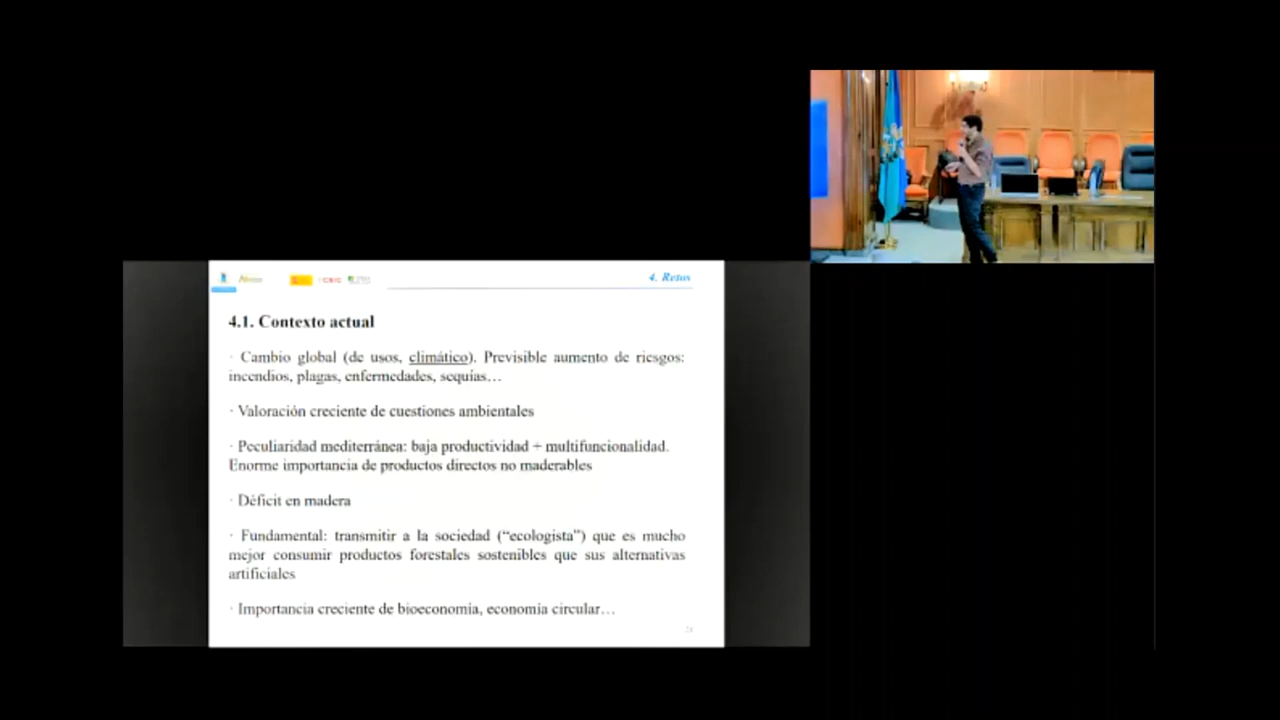 4. Retos
4.1. Contexto actual
· Cambio global (de usos, climático). Previsible aumento de riesgos:
incendios, plagas, enfermedades, sequías…
· Valoración creciente de cuestiones ambientales
· Peculiaridad mediterránea: baja productividad + multifuncionalidad.
Enorme importancia de productos directos no maderables
· Déficit en madera
· Fundamental: transmitir a la sociedad (“ecologista”) que es mucho
mejor consumir productos forestales sostenibles que sus alternativas
artificiales
· Importancia creciente de bioeconomía, economía circular…